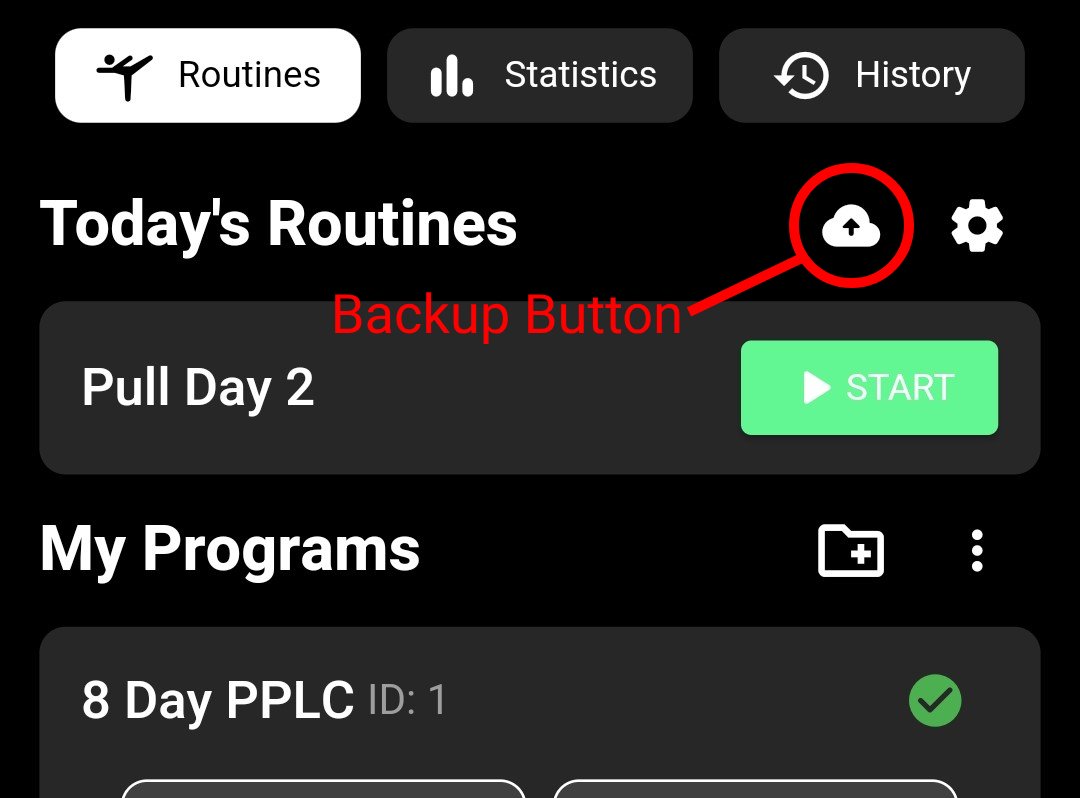 Routines
Statistics
History
Today's Routines
Backup Button
Pull Day 2
START
My Programs
8 Day PPLC ID: 1